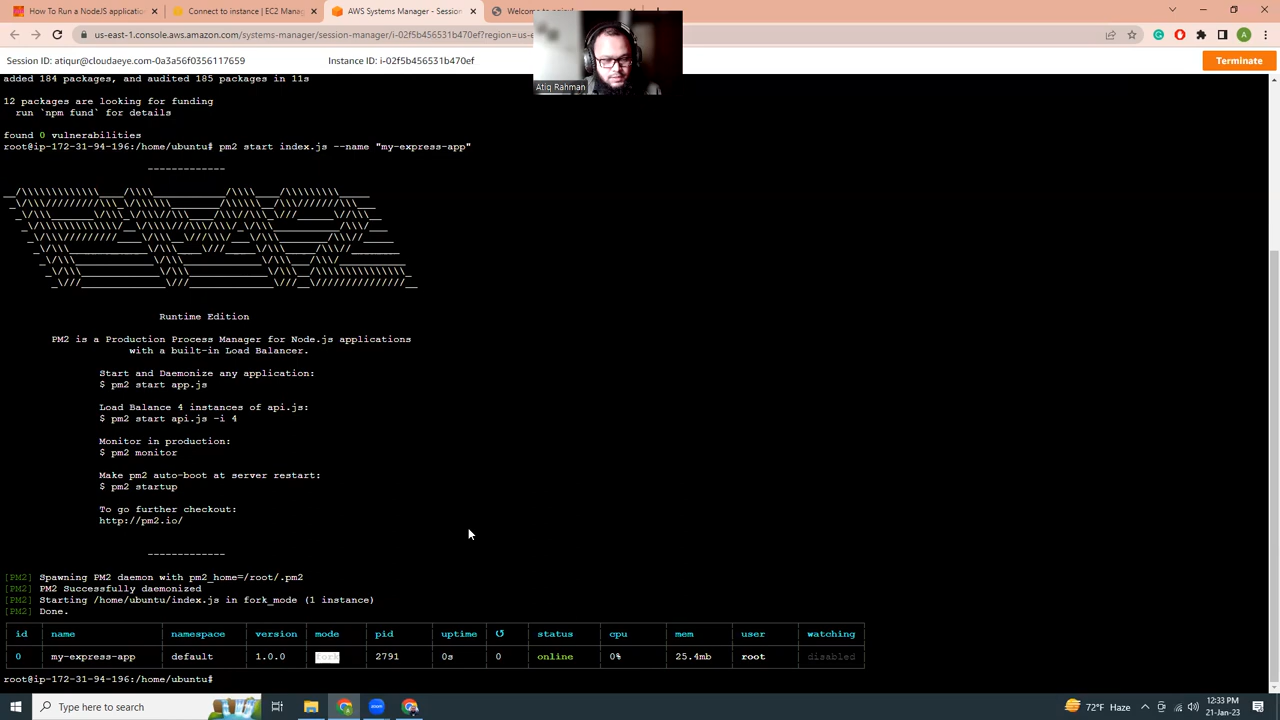 How To Run a NodeJS Application
Connect to instance | EC2 Manag
AWS Systems Manager - Session
Welcom
us-east-1.console.aws.amazon.com/systems-manager/session-manager/i-02f5b456531b470ef?region=us-e
A
Session ID: atiqur@cloudaeye.com-0a3a56f0356117659
Instance ID: i-02f5b456531b470ef
Terminate
Atiq Rahman
added 184 packages, and audited 185 packages in 11s
12 packages are looking for funding
run `npm fund` for details
found 0 vulnerabilities
root@ip-172-31-94-196:/home/ubuntu# pm2 start index.js --name "my-express-app"
-------------
Runtime Edition
PM2 is a Production Process Manager for Node.js applications
with a built-in Load Balancer.
Start and Daemonize any application:
$ pm2 start app.js
Load Balance 4 instances of api.js:
$ pm2 start api.js -i 4
Monitor in production:
$ pm2 monitor
Make pm2 auto-boot at server restart:
$ pm2 startup
To go further checkout:
http://pm2.io/
-------------
[PM2] Spawning PM2 daemon with pm2_home=/root/.pm2
[PM2] PM2 Successfully daemonized
[PM2] Starting /home/ubuntu/index.js in fork_mode (1 instance)
[PM2] Done.
id name namespace version mode pid uptime ↺ status cpu mem user watching
0 my-express-app default 1.0.0 fork 2791 0s 0 online 0% 25.4mb root disabled
root@ip-172-31-94-196:/home/ubuntu#
Type here to search
zoom
72°F Haze
12:33 PM
21-Jan-23